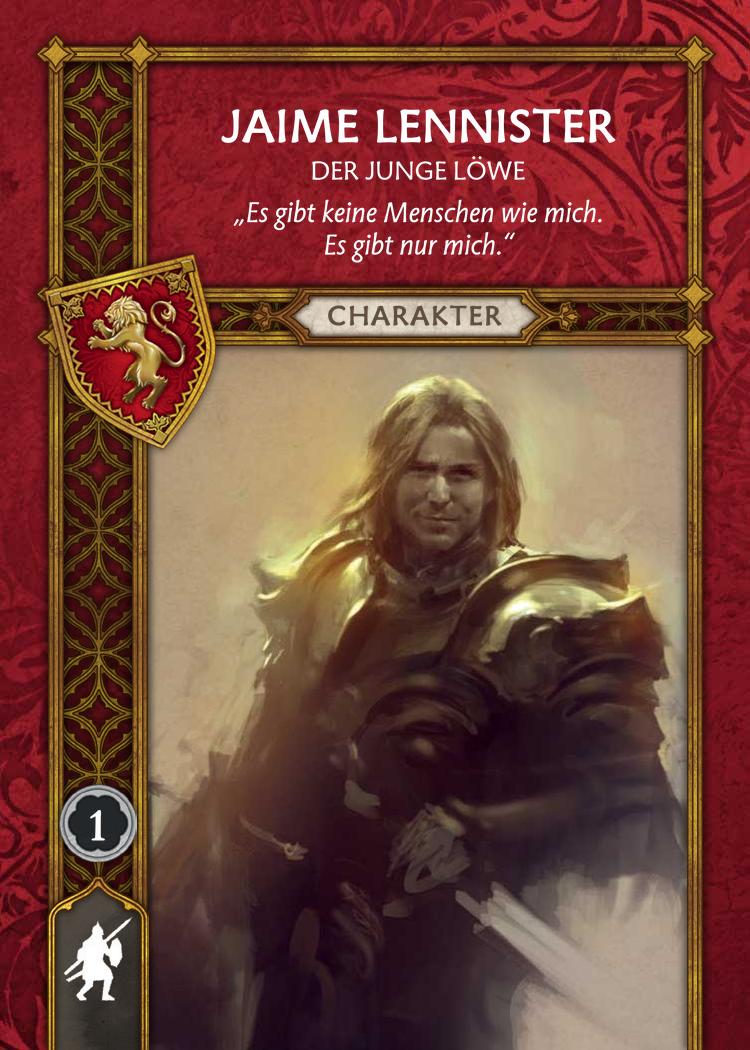 JAIME LENNISTER
DER JUNGE LÖWE
„Es gibt keine Menschen wie mich.
Es gibt nur mich.“
CHARAKTER
1